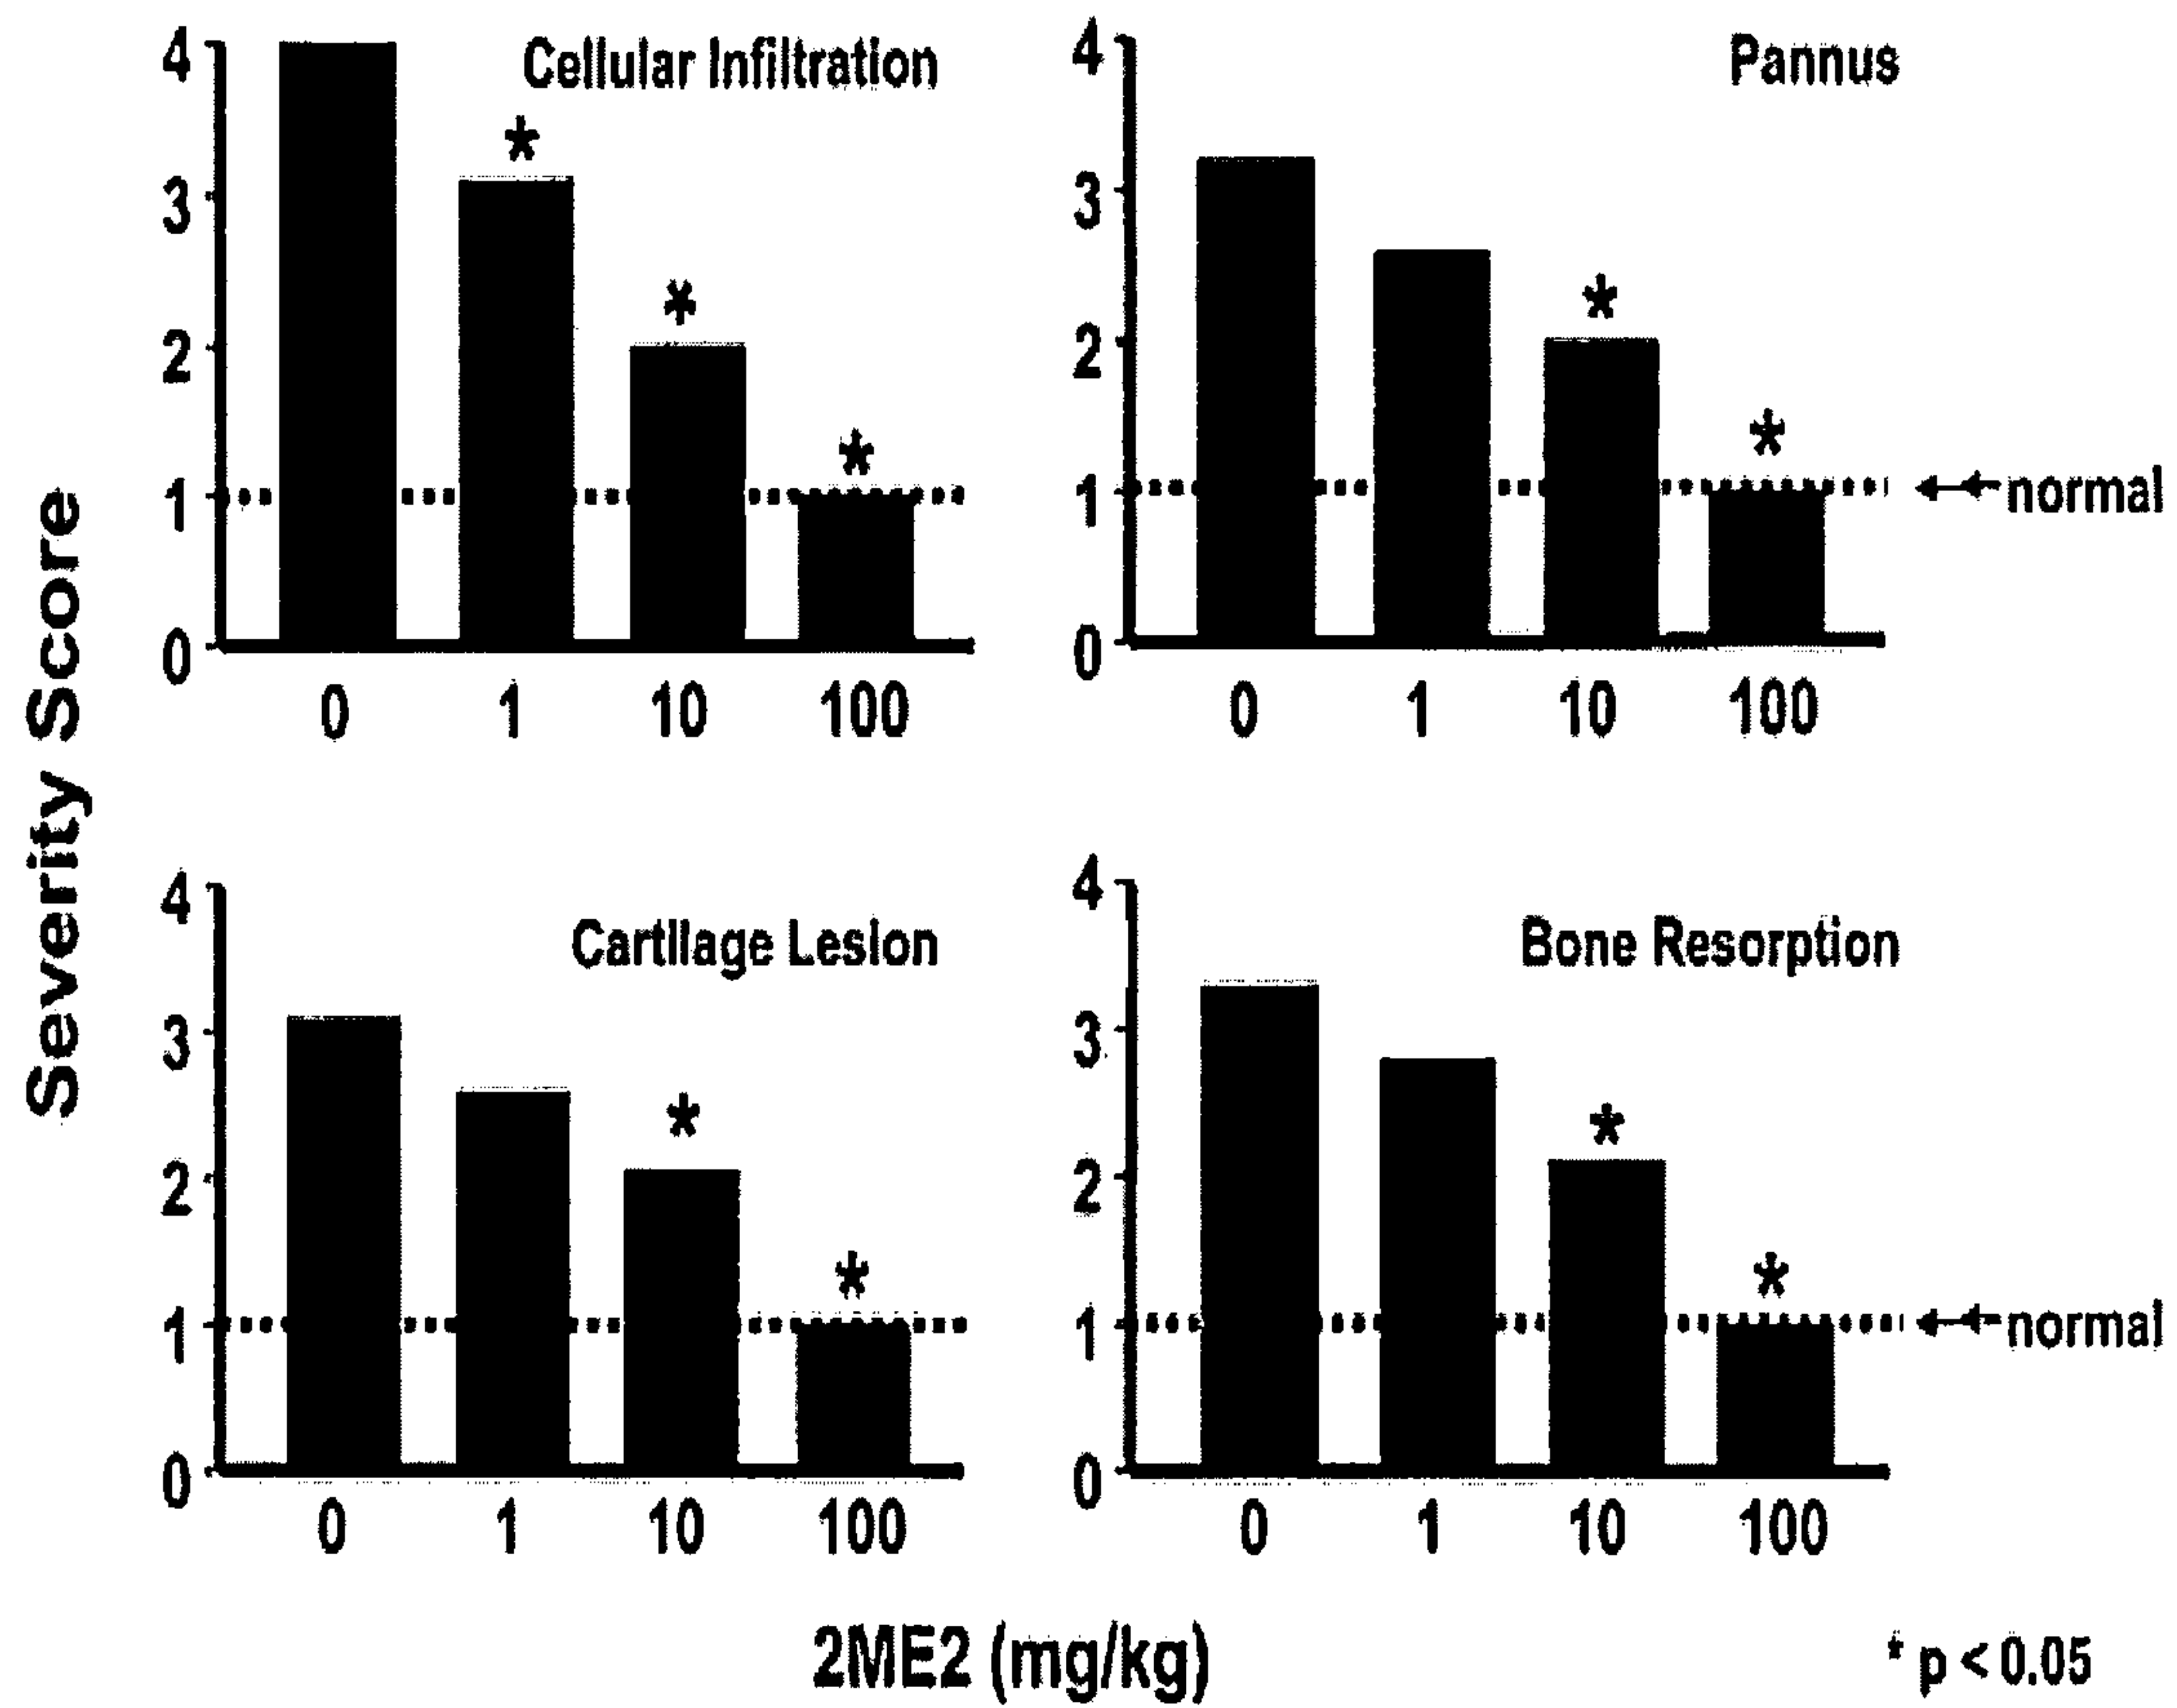 Severity Score
Cellular Infiltration
4
3
2
1
0
0 1 10 100
Pannus
4
3
2
1
0
normal
0 1 10 100
Cartilage Lesion
4
3
2
1
0
0 1 10 100
Bone Resorption
4
3
2
1
0
normal
0 1 10 100
2ME2 (mg/kg)
* p < 0.05
*
*
*
*
*
*
*
*
*